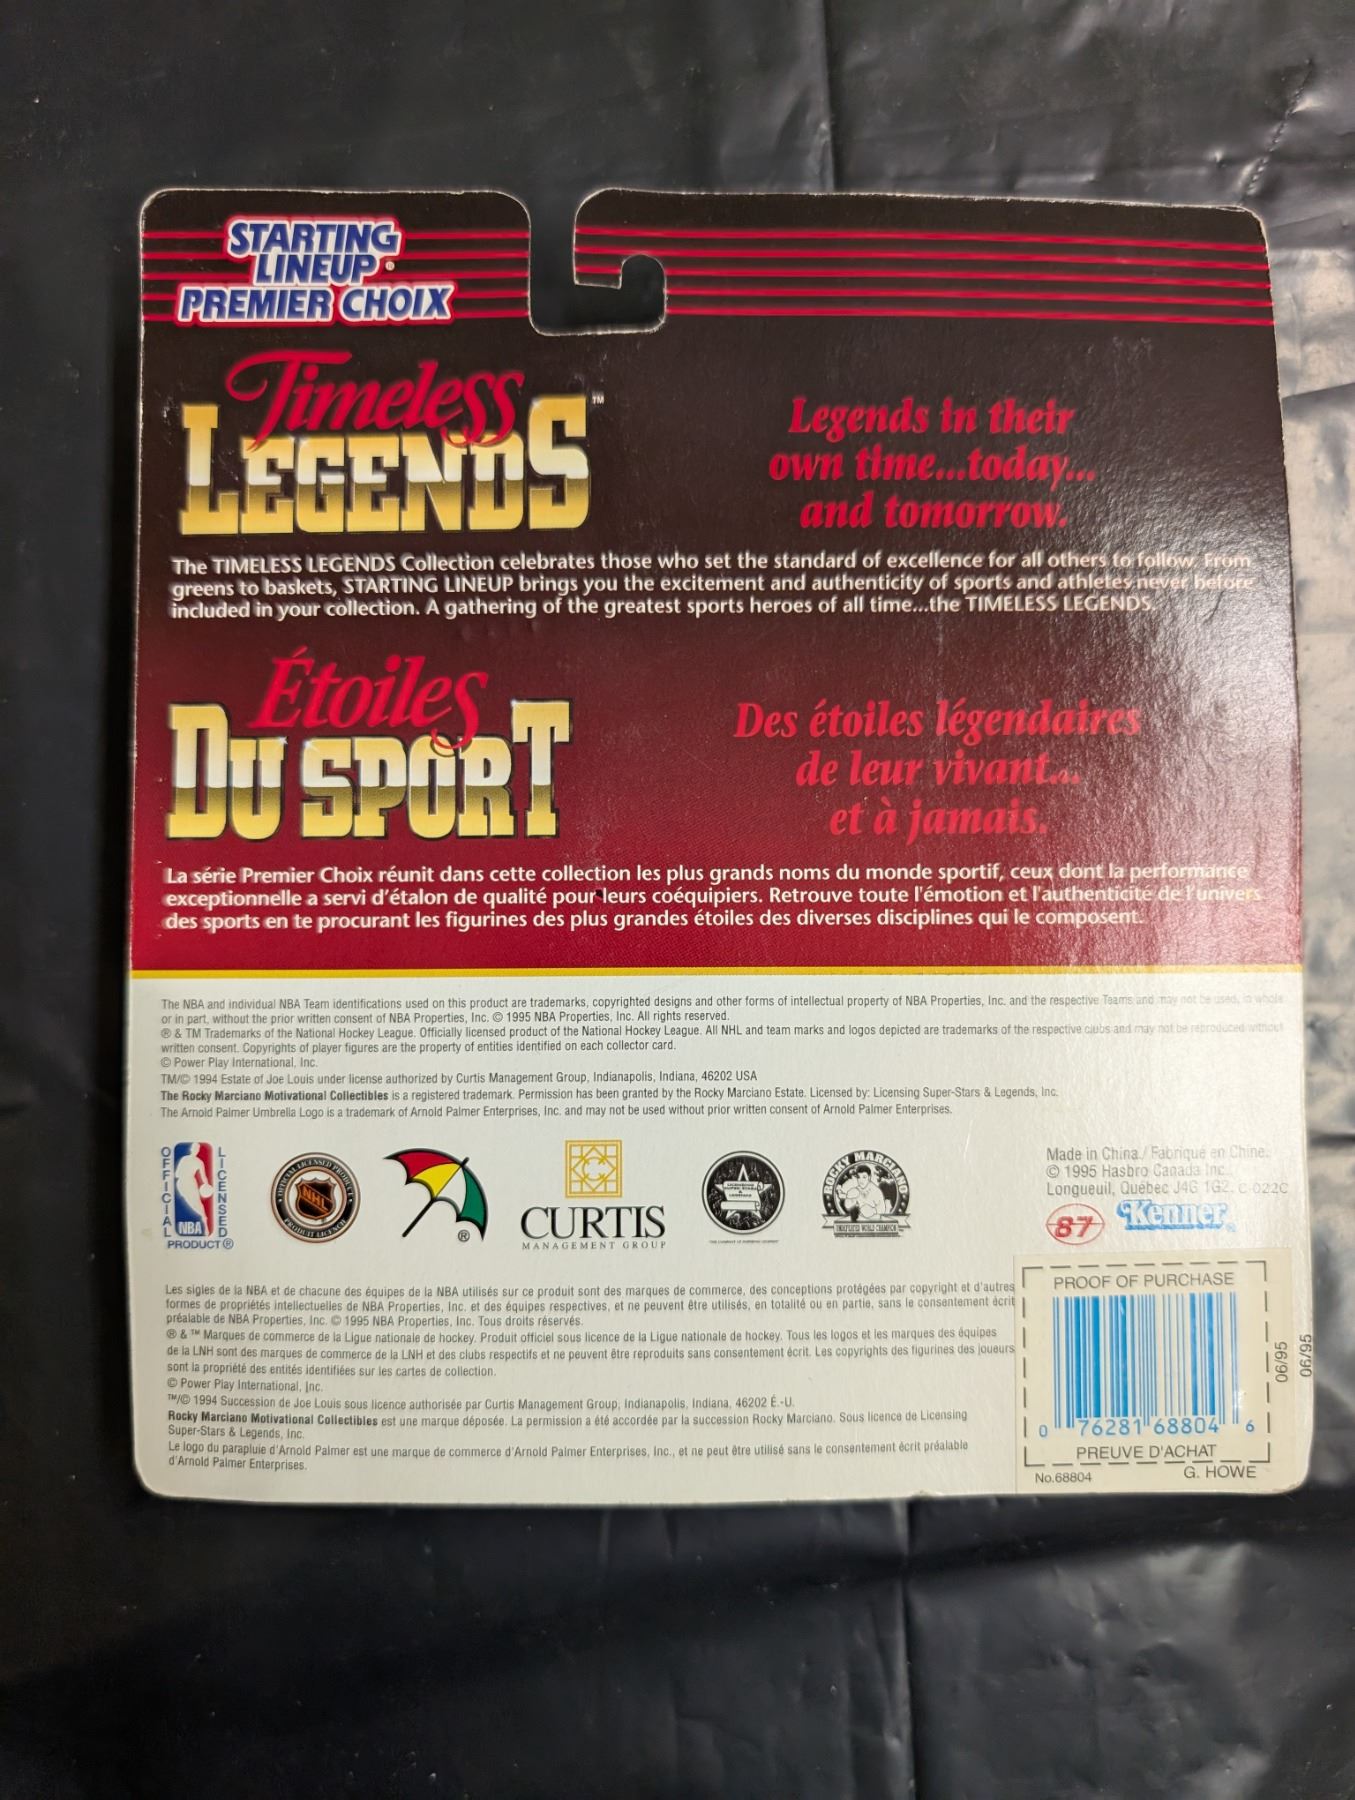 STARTING
LINEUP®
PREMIER CHOIX
Timeless
LEGENDS™
Legends in their
own time...today...
and tomorrow.
The TIMELESS LEGENDS Collection celebrates those who set the standard of excellence for all others to follow. From
greens to baskets, STARTING LINEUP brings you the excitement and authenticity of sports and athletes never before
included in your collection. A gathering of the greatest sports heroes of all time...the TIMELESS LEGENDS.
Étoiles
DU SPORT
Des étoiles légendaires
de leur vivant...
et à jamais.
La série Premier Choix réunit dans cette collection les plus grands noms du monde sportif, ceux dont la performance
exceptionnelle a servi d'étalon de qualité pour leurs coéquipiers. Retrouve toute l'émotion et l'authenticité de l'univers
des sports en te procurant les figurines des plus grandes étoiles des diverses disciplines qui le composent.
The NBA and individual NBA Team identifications used on this product are trademarks, copyrighted designs and other forms of intellectual property of NBA Properties, Inc. and the respective Teams and may not be used, in whole
or in part, without the prior written consent of NBA Properties, Inc. © 1995 NBA Properties, Inc. All rights reserved.
® & TM Trademarks of the National Hockey League. Officially licensed product of the National Hockey League. All NHL and team marks and logos depicted are trademarks of the respective clubs and may not be reproduced without
written consent. Copyrights of player figures are the property of entities identified on each collector card.
© Power Play International, Inc.
TM/© 1994 Estate of Joe Louis under license authorized by Curtis Management Group, Indianapolis, Indiana, 46202 USA
The Rocky Marciano Motivational Collectibles is a registered trademark. Permission has been granted by the Rocky Marciano Estate. Licensed by: Licensing Super-Stars & Legends, Inc.
The Arnold Palmer Umbrella Logo is a trademark of Arnold Palmer Enterprises, Inc. and may not be used without prior written consent of Arnold Palmer Enterprises.
OFFICIAL
LICENSED
NBA
PRODUCT®
NHL
®
CURTIS
MANAGEMENT GROUP
ROCKY MARCIANO
UNDEFEATED WORLD CHAMPION
Made in China./ Fabriqué en Chine.
© 1995 Hasbro Canada Inc.
Longueuil, Québec J4G 1G2. C-022C
87
Kenner®
Les sigles de la NBA et de chacune des équipes de la NBA utilisés sur ce produit sont des marques de commerce, des conceptions protégées par copyright et d'autres
formes de propriétés intellectuelles de NBA Properties, Inc. et des équipes respectives, et ne peuvent être utilisés, en totalité ou en partie, sans le consentement écrit
préalable de NBA Properties, Inc. © 1995 NBA Properties, Inc. Tous droits réservés.
® & ™ Marques de commerce de la Ligue nationale de hockey. Produit officiel sous licence de la Ligue nationale de hockey. Tous les logos et les marques des équipes
de la LNH sont des marques de commerce de la LNH et des clubs respectifs et ne peuvent être reproduits sans consentement écrit. Les copyrights des figurines des joueurs
sont la propriété des entités identifiées sur les cartes de collection.
© Power Play International, Inc.
™/© 1994 Succession de Joe Louis sous licence authorisée par Curtis Management Group, Indianapolis, Indiana, 46202 É.-U.
Rocky Marciano Motivational Collectibles est une marque déposée. La permission a été accordée par la succession Rocky Marciano. Sous licence de Licensing
Super-Stars & Legends, Inc.
Le logo du parapluie d'Arnold Palmer est une marque de commerce d'Arnold Palmer Enterprises, Inc., et ne peut être utilisé sans le consentement écrit préalable
d'Arnold Palmer Enterprises.
PROOF OF PURCHASE
0 76281 68804 6
PREUVE D'ACHAT
No.68804
G. HOWE
06/95
06/95